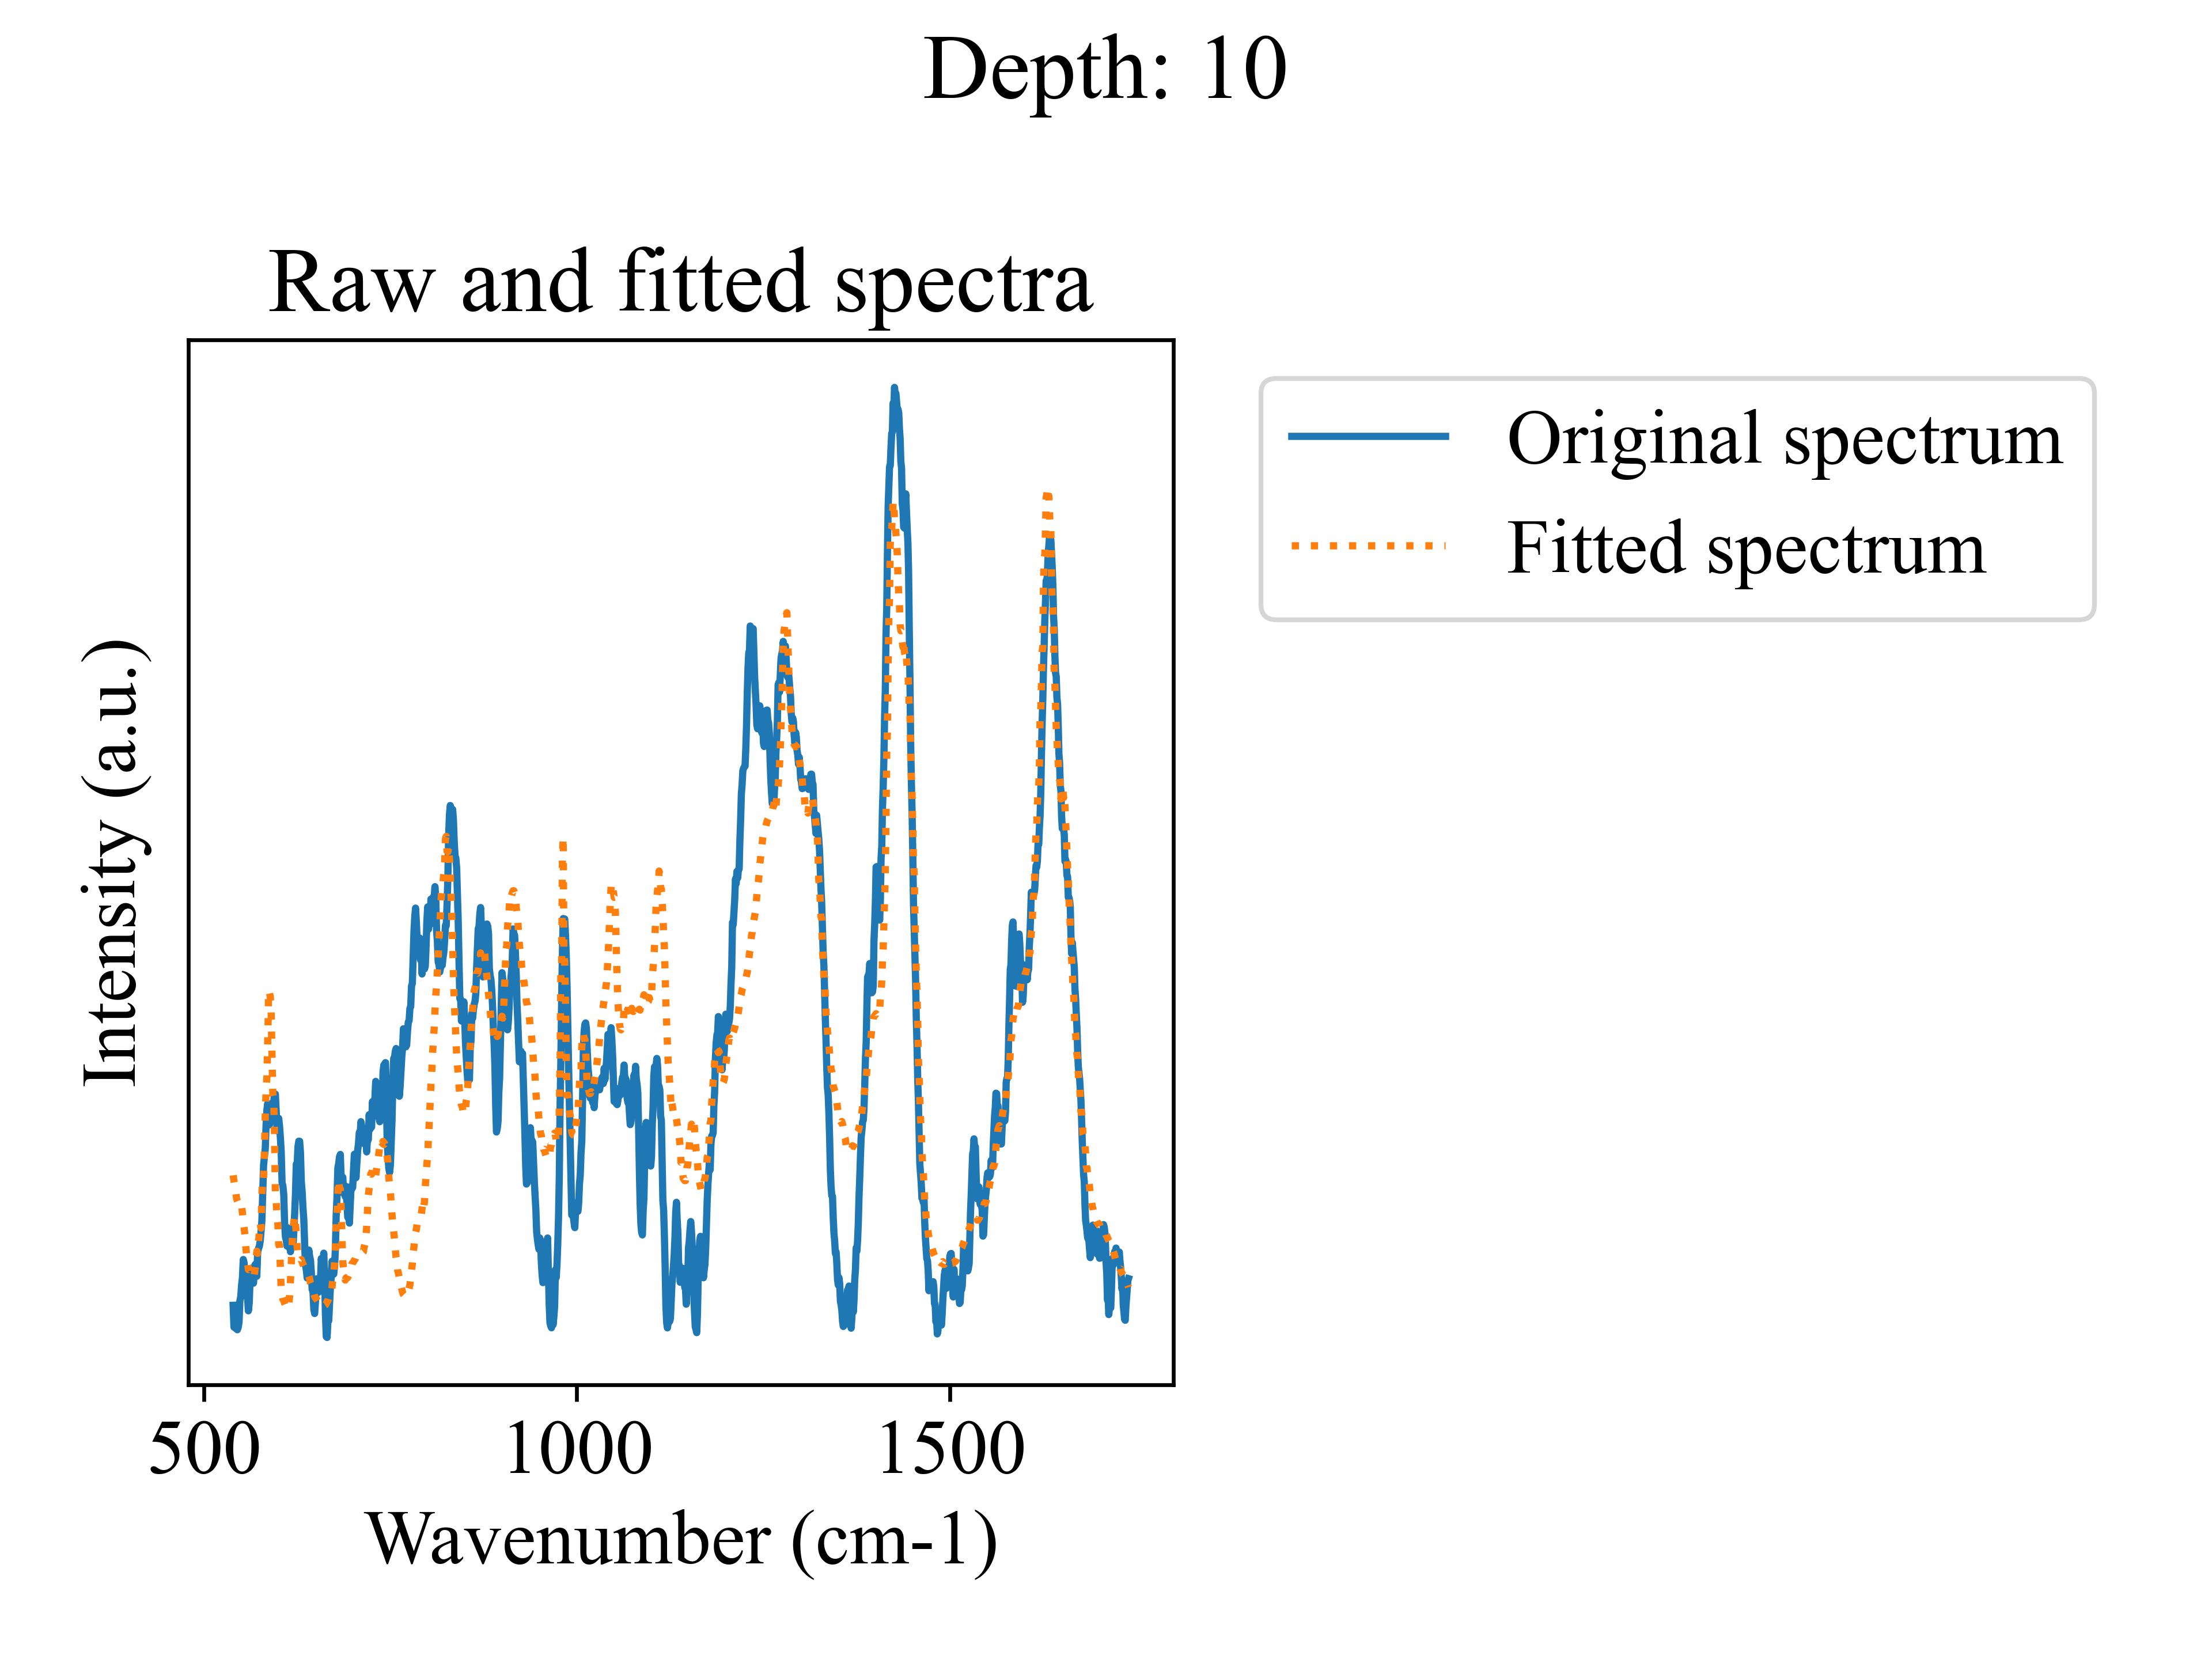 Depth: 10
Raw and fitted spectra
Original spectrum
Fitted spectrum
Intensity (a.u.)
500 1000 1500
Wavenumber (cm-1)